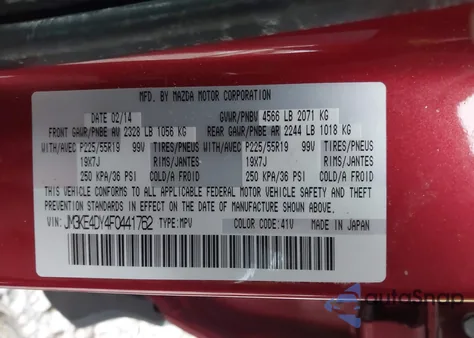 MFD. BY MAZDA MOTOR CORPORATION
DATE 02/14 GVWR/PNBV 4566 LB 2071 KG
FRONT GAWR/PNBE AV 2328 LB 1056 KG REAR GAWR/PNBE AR 2244 LB 1018 KG
WITH/AVEC P225/55R19 99V TIRES/PNEUS WITH/AVEC P225/55R19 99V TIRES/PNEUS
19X7J RIMS/JANTES 19X7J RIMS/JANTES
250 KPA/36 PSI COLD/A FROID 250 KPA/36 PSI COLD/A FROID
THIS VEHICLE CONFORMS TO ALL APPLICABLE FEDERAL MOTOR VEHICLE SAFETY AND THEFT
PREVENTION STANDARDS IN EFFECT ON THE DATE OF MANUFACTURE SHOWN ABOVE.
VIN: JM3KE4DY4F0441762 TYPE: MPV COLOR CODE: 41V MADE IN JAPAN
autoSnap